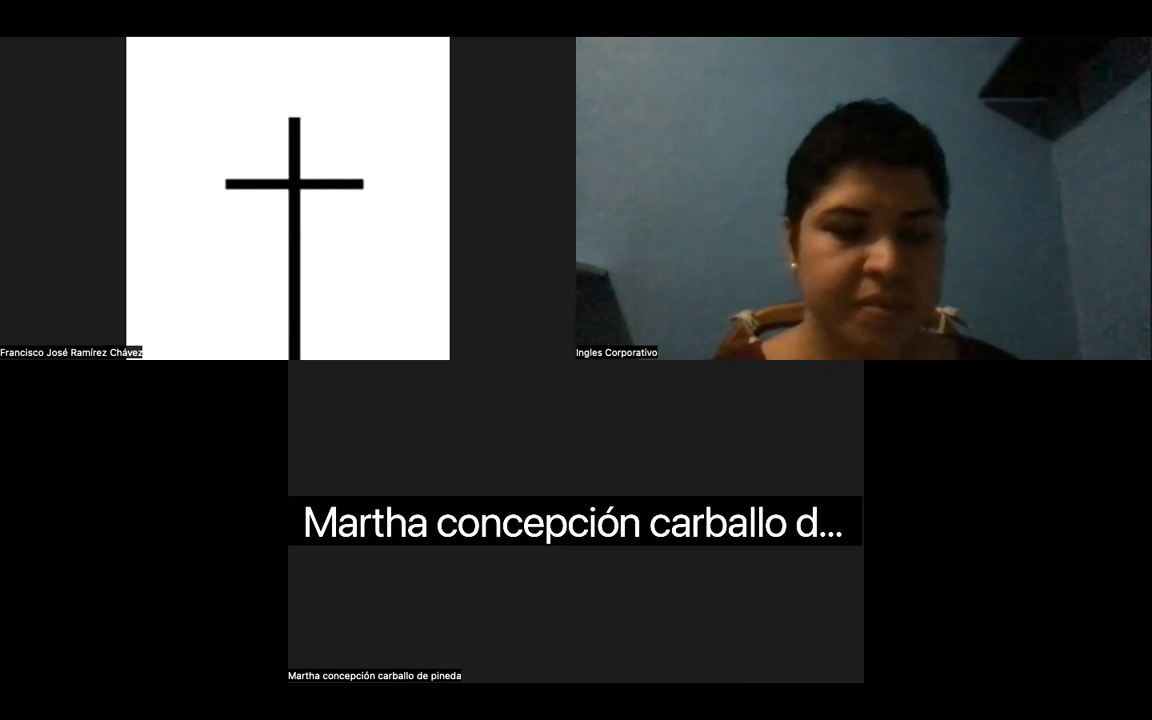 Francisco José Ramírez Chávez
Ingles Corporativo
Martha concepción carballo d...
Martha concepción carballo de pineda